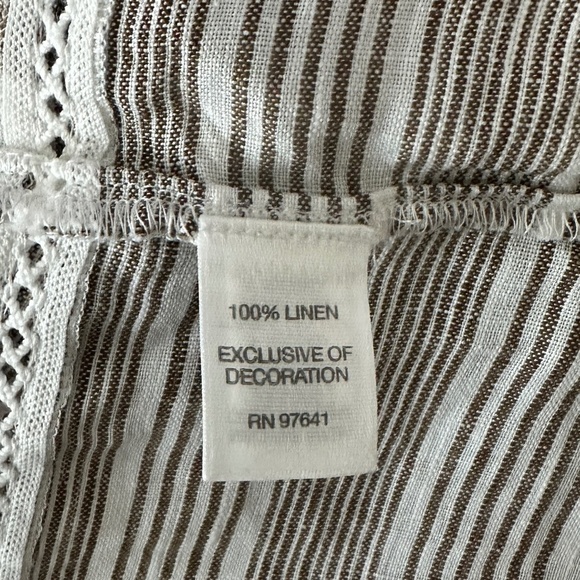 100% LINEN
EXCLUSIVE OF
DECORATION
RN 97641